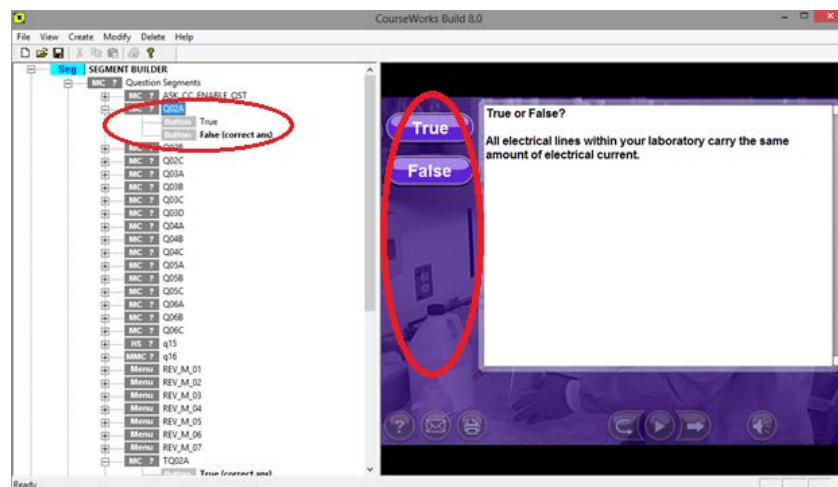 CourseWorks Build 8.0
File View Create Modify Delete Help
Seg SEGMENT BUILDER
MC ? Question Segments
MC ? ASK_CC_ENABLE_QST
MC ? Q02A
Button True
Button False (correct ans)
MC ? Q02B
MC ? Q02C
MC ? Q03A
MC ? Q03B
MC ? Q03C
MC ? Q03D
MC ? Q04A
MC ? Q04B
MC ? Q04C
MC ? Q05A
MC ? Q05B
MC ? Q05C
MC ? Q06A
MC ? Q06B
MC ? Q06C
HS ? q15
MMC ? q16
Menu REV_M_01
Menu REV_M_02
Menu REV_M_03
Menu REV_M_04
Menu REV_M_05
Menu REV_M_06
Menu REV_M_07
MC ? TQ02A
Button True (correct ans)
Ready
True
False
True or False?
All electrical lines within your laboratory carry the same
amount of electrical current.